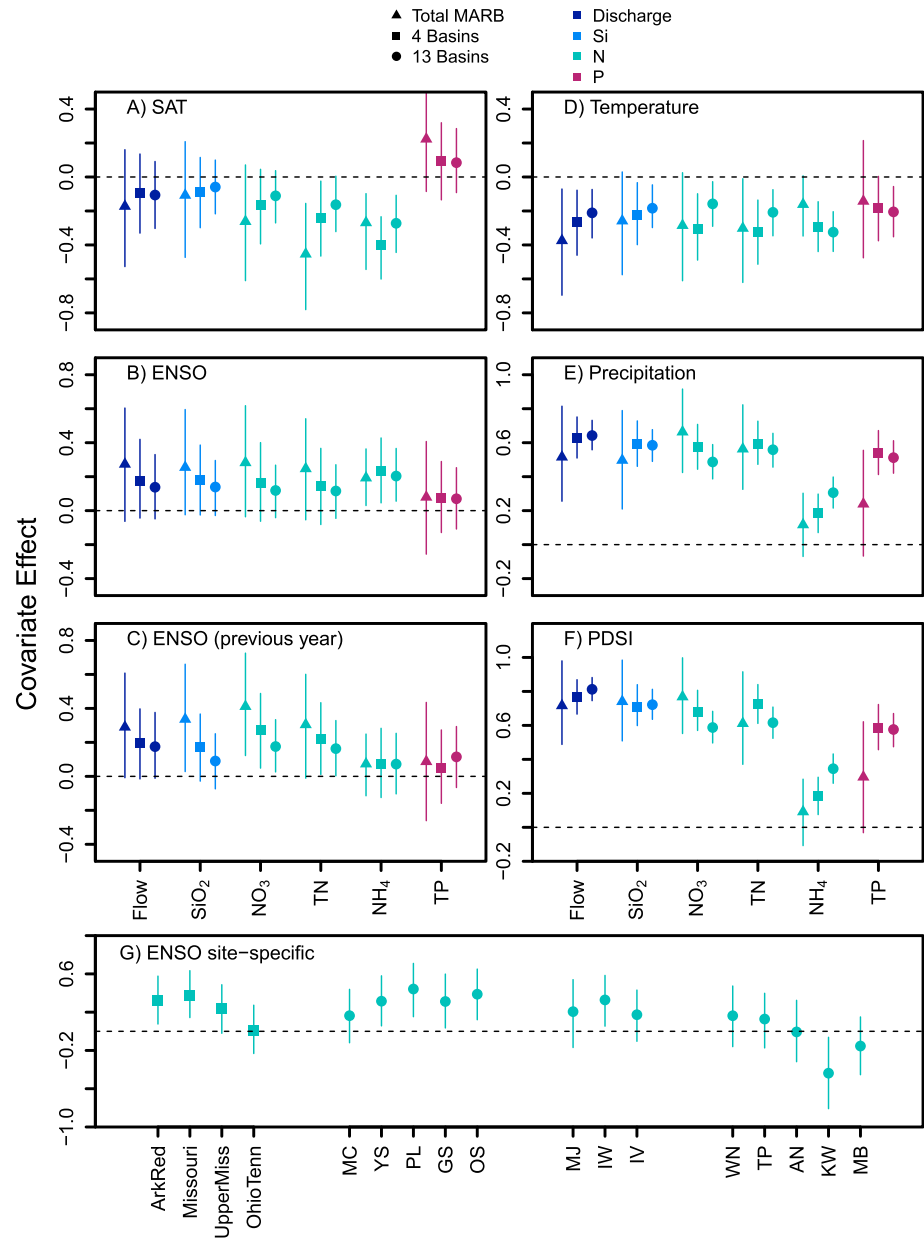 Total MARB
4 Basins
13 Basins
Discharge
Si
N
P
Covariate Effect
A) SAT
0.4
0.0
−0.4
−0.8
D) Temperature
0.4
0.0
−0.4
−0.8
B) ENSO
0.8
0.4
0.0
−0.4
E) Precipitation
1.0
0.6
0.2
−0.2
C) ENSO (previous year)
0.8
0.4
0.0
−0.4
F) PDSI
1.0
0.6
0.2
−0.2
Flow
SiO₂
NO₃
TN
NH₄
TP
Flow
SiO₂
NO₃
TN
NH₄
TP
G) ENSO site−specific
0.6
−0.2
−1.0
ArkRed
Missouri
UpperMiss
OhioTenn
MC
YS
PL
GS
OS
MJ
IW
IV
WN
TP
AN
KW
MB